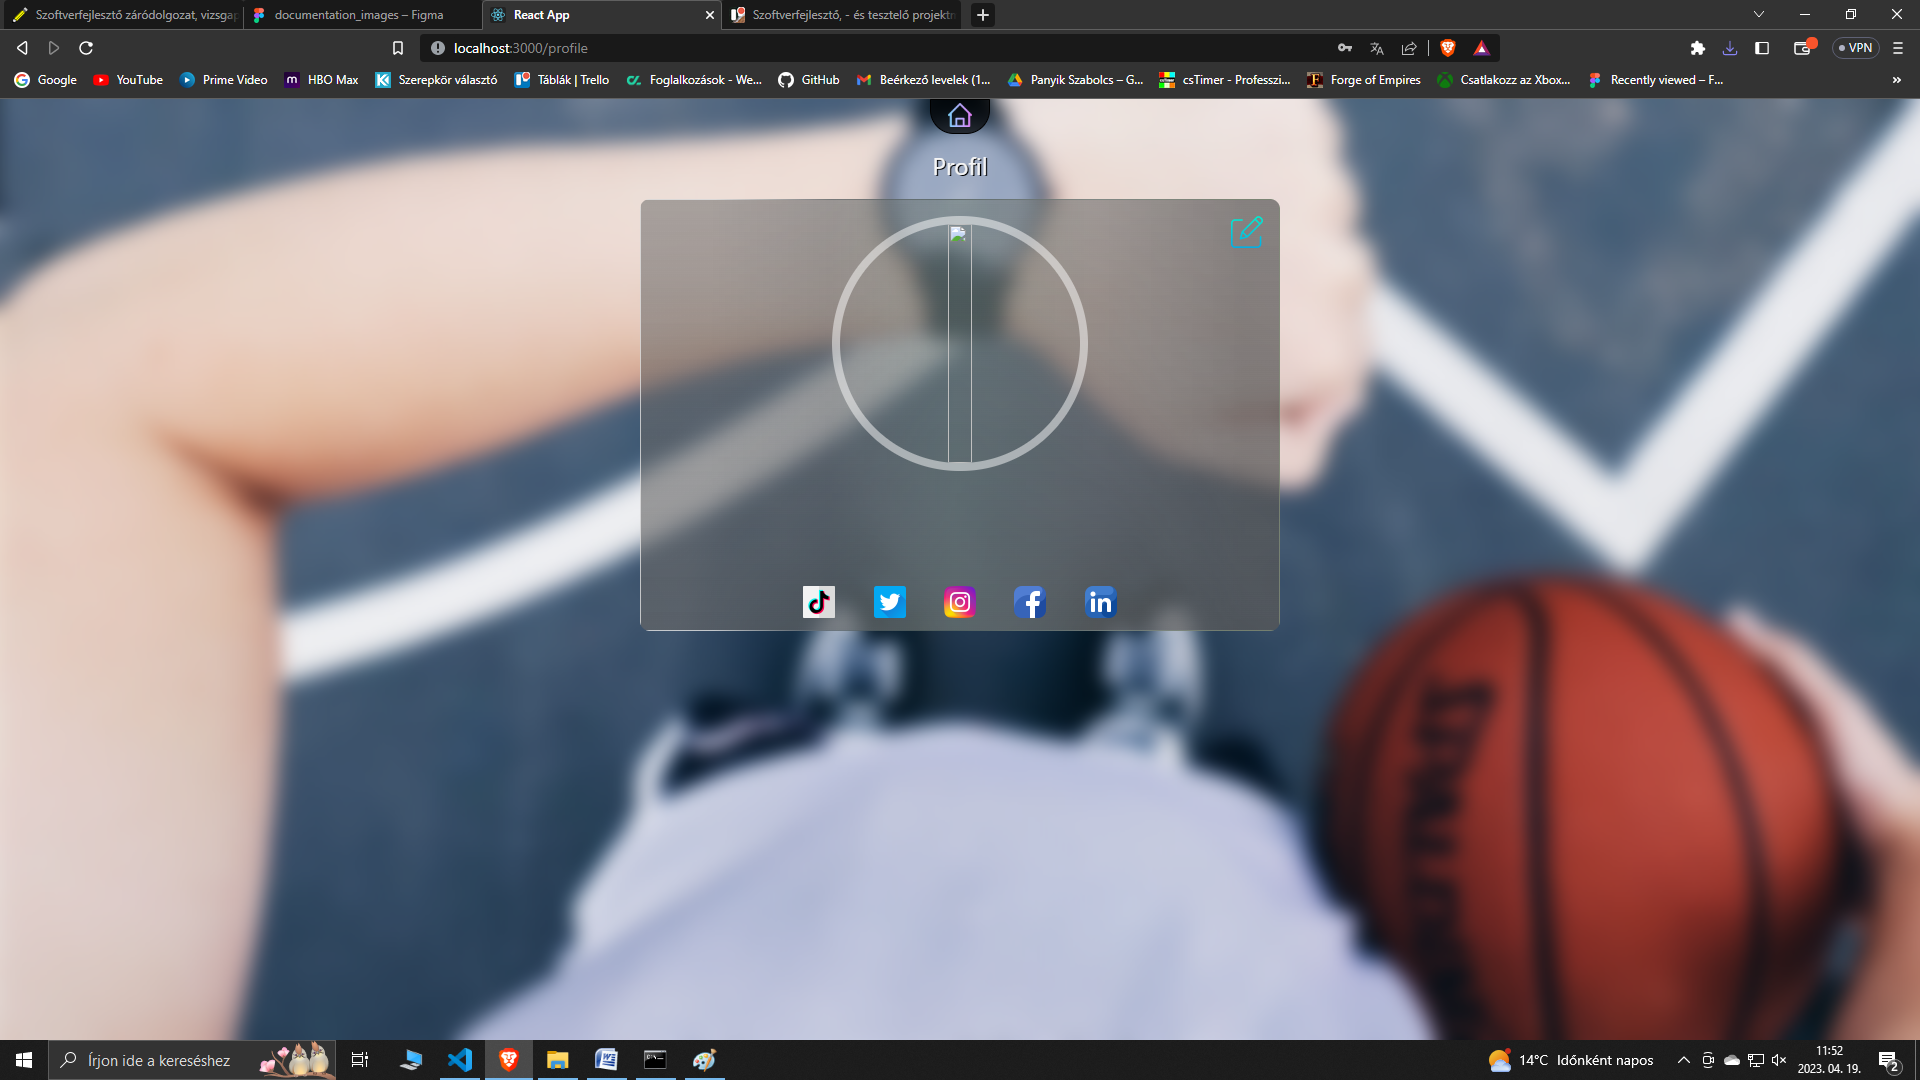 Szoftverfejlesztő záródolgozat, vizsgap
documentation_images – Figma
React App
Szoftverfejlesztő, - és tesztelő projektm
localhost:3000/profile
VPN
Google
YouTube
Prime Video
HBO Max
Szerepkör választó
Táblák | Trello
Foglalkozások - We...
GitHub
Beérkező levelek (1...
Panyik Szabolcs – G...
csTimer - Professzi...
Forge of Empires
Csatlakozz az Xbox...
Recently viewed – F...
»
Profil
Írjon ide a kereséshez
14°C Időnként napos
11:52
2023. 04. 19.
2